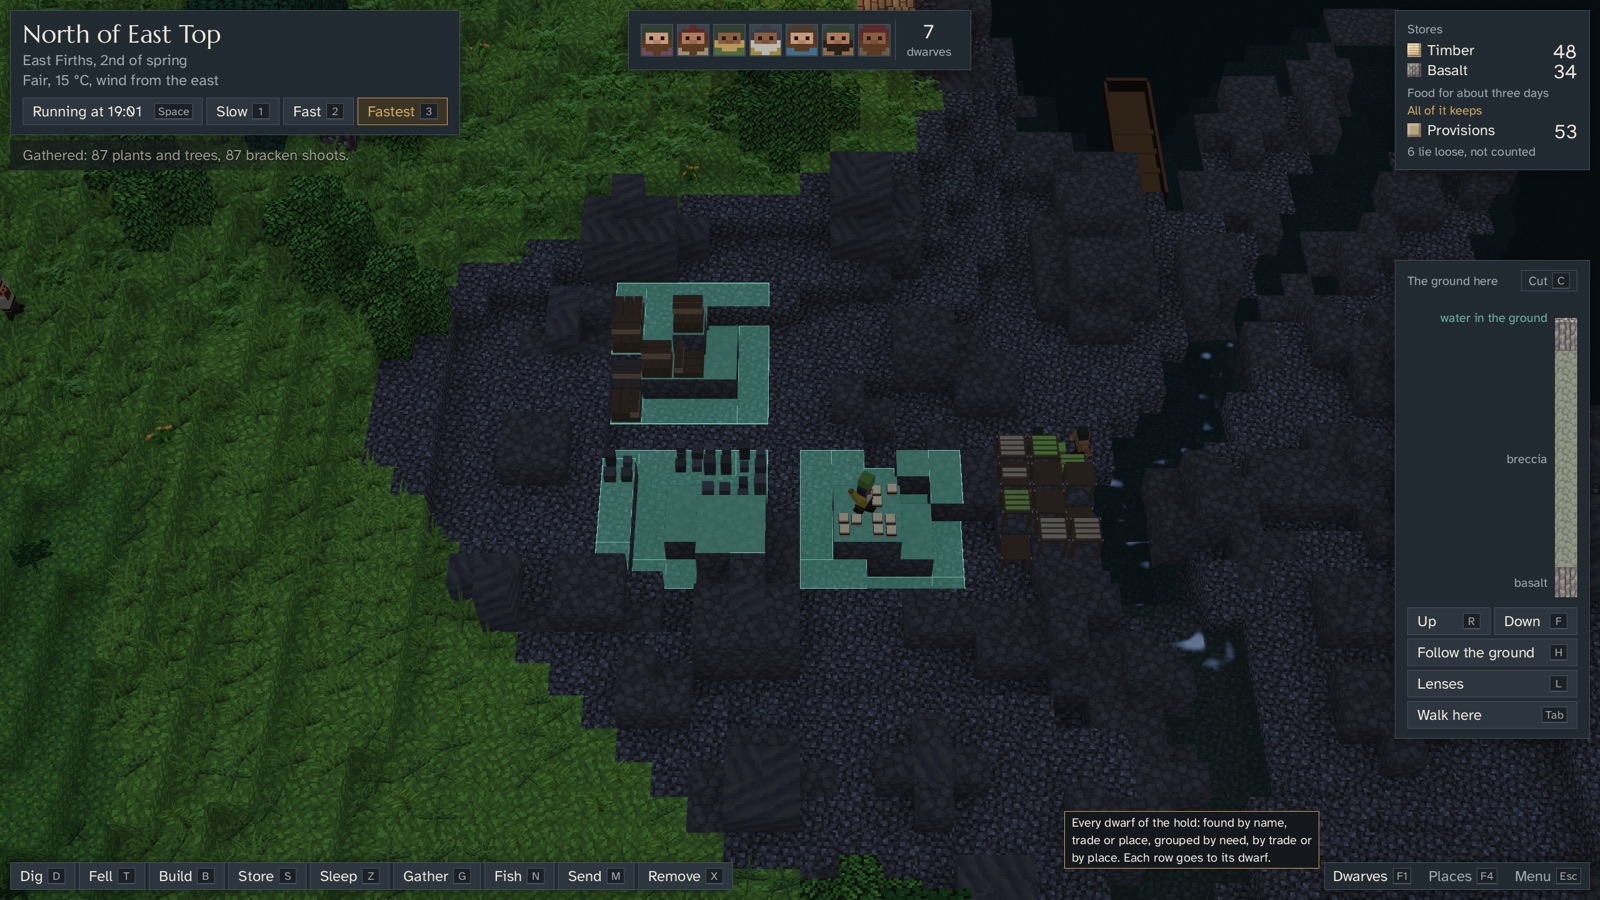 North of East Top
East Firths, 2nd of spring
Fair, 15 °C, wind from the east
Running at 19:01 Space Slow 1 Fast 2 Fastest 3
Gathered: 87 plants and trees, 87 bracken shoots.
7
dwarves
Stores
Timber 48
Basalt 34
Food for about three days
All of it keeps
Provisions 53
6 lie loose, not counted
The ground here Cut C
water in the ground
breccia
basalt
Up R Down F
Follow the ground H
Lenses L
Walk here Tab
Every dwarf of the hold: found by name,
trade or place, grouped by need, by trade or
by place. Each row goes to its dwarf.
Dig D Fell T Build B Store S Sleep Z Gather G Fish N Send M Remove X
Dwarves F1 Places F4 Menu Esc